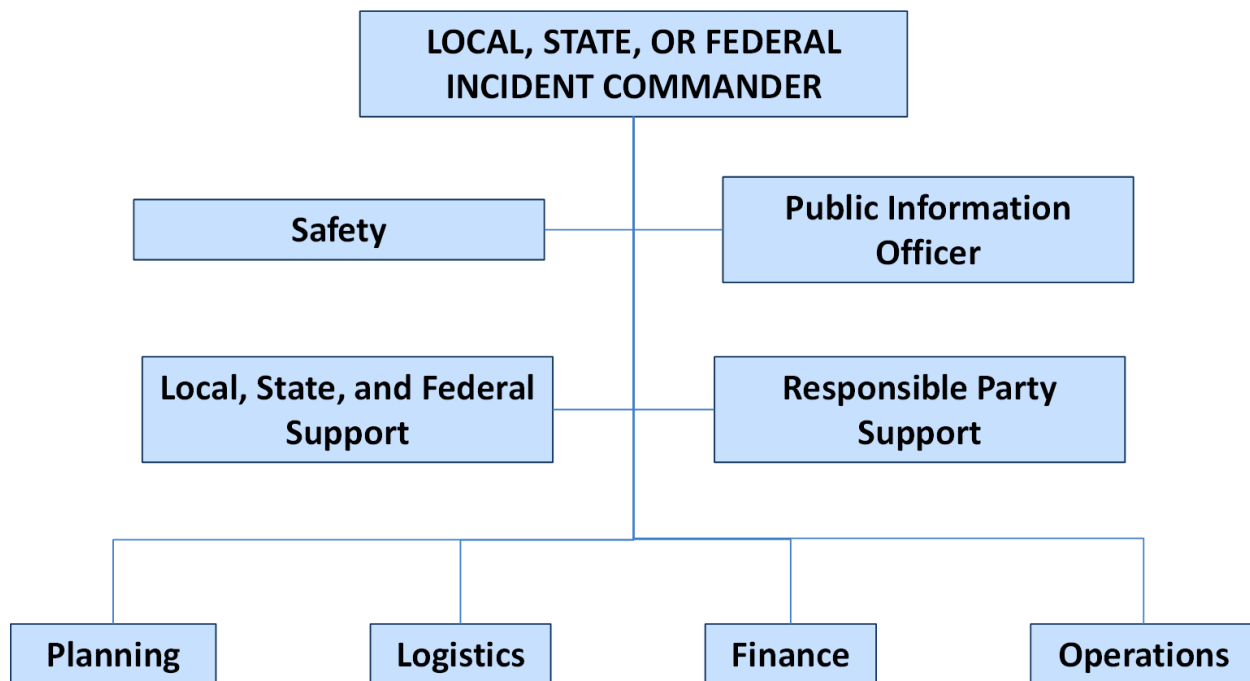 LOCAL, STATE, OR FEDERAL
INCIDENT COMMANDER
Safety
Public Information
Officer
Local, State, and Federal
Support
Responsible Party
Support
Planning
Logistics
Finance
Operations